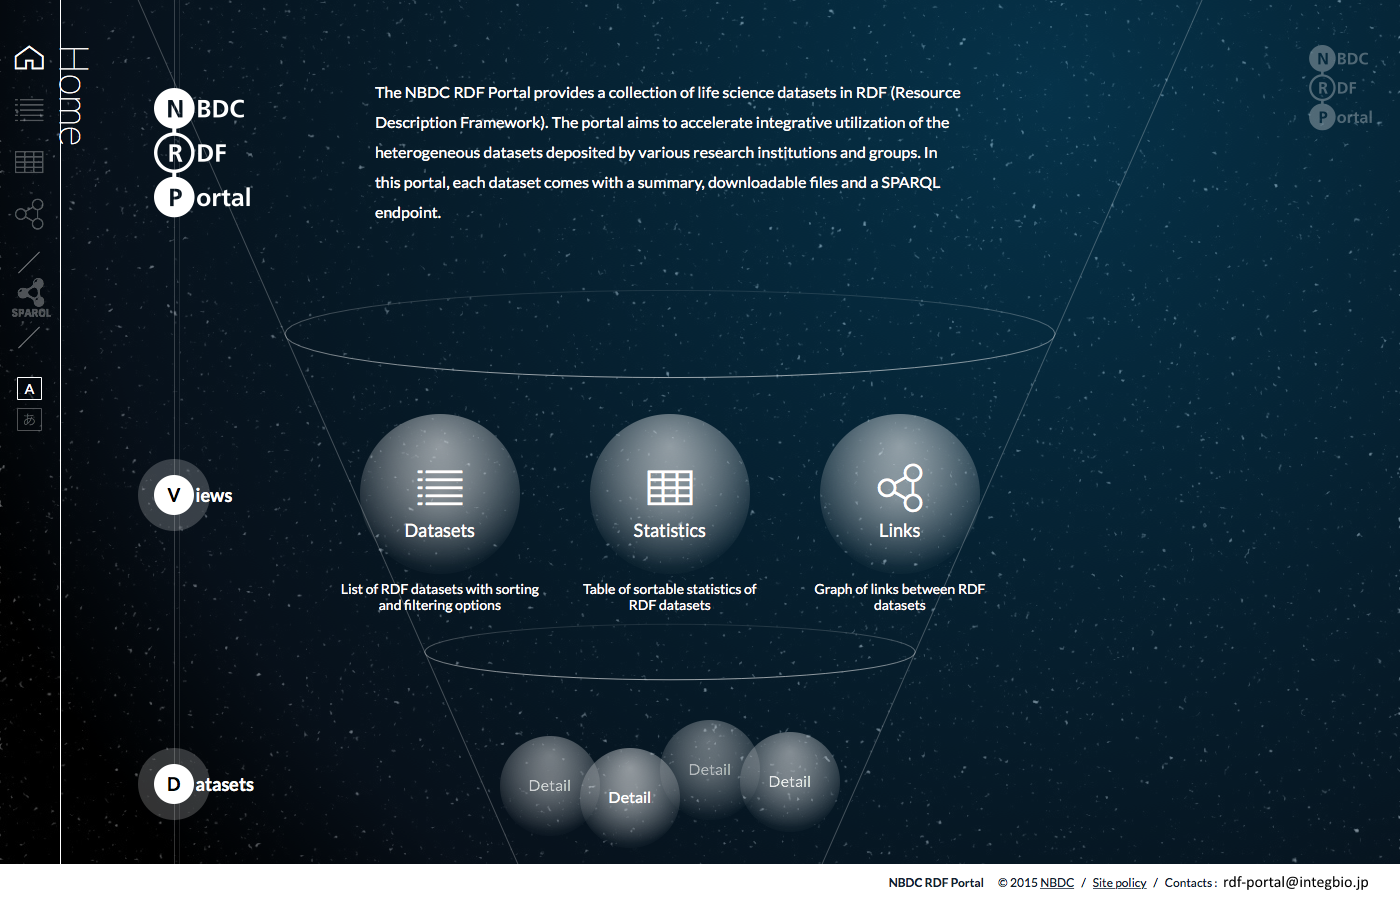 Home
SPARQL
A
あ
NBDC
RDF
Portal
The NBDC RDF Portal provides a collection of life science datasets in RDF (Resource
Description Framework). The portal aims to accelerate integrative utilization of the
heterogeneous datasets deposited by various research institutions and groups. In
this portal, each dataset comes with a summary, downloadable files and a SPARQL
endpoint.
NBDC
RDF
Portal
Views
Datasets
Statistics
Links
List of RDF datasets with sorting
and filtering options
Table of sortable statistics of
RDF datasets
Graph of links between RDF
datasets
Datasets
Detail
Detail
Detail
Detail
NBDC RDF Portal © 2015 NBDC / Site policy / Contacts : rdf-portal@integbio.jp